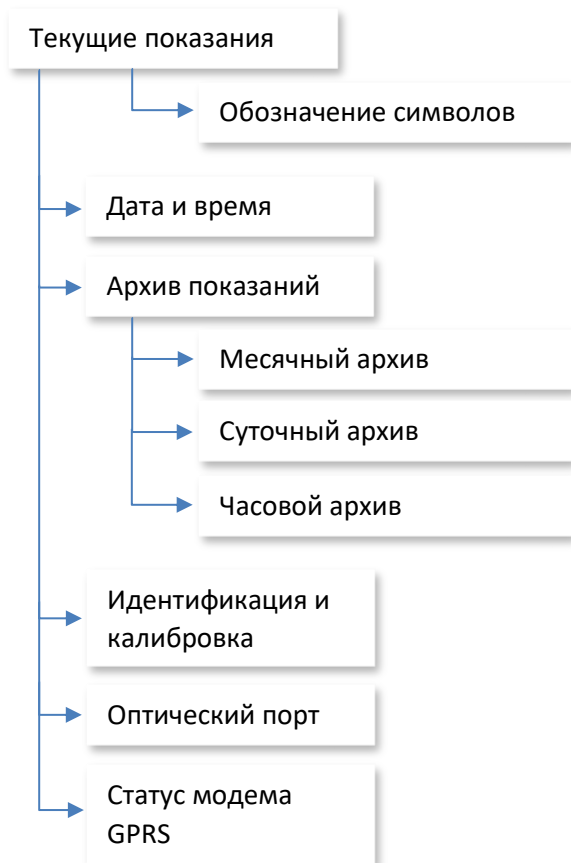 Текущие показания
Обозначение символов
Дата и время
Архив показаний
Месячный архив
Суточный архив
Часовой архив
Идентификация и
калибровка
Оптический порт
Статус модема
GPRS